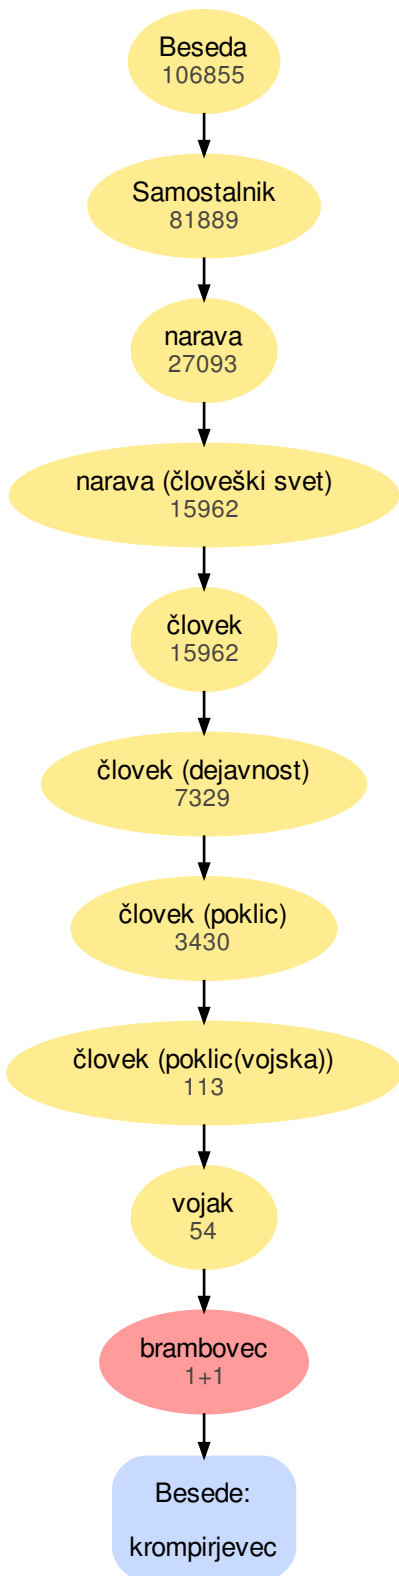 Beseda
106855
Samostalnik
81889
narava
27093
narava (človeški svet)
15962
človek
15962
človek (dejavnost)
7329
človek (poklic)
3430
človek (poklic(vojska))
113
vojak
54
brambovec
1+1
Besede:
krompirjevec